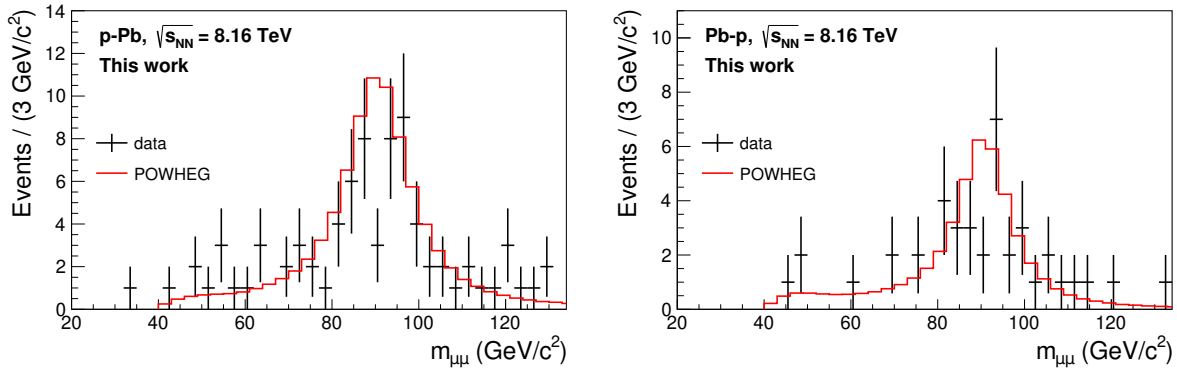 p-Pb, √s_NN = 8.16 TeV
This work
data
POWHEG
Events / (3 GeV/c²)
0 2 4 6 8 10 12 14
20 40 60 80 100 120
m_μμ (GeV/c²)
Pb-p, √s_NN = 8.16 TeV
This work
data
POWHEG
Events / (3 GeV/c²)
0 2 4 6 8 10
20 40 60 80 100 120
m_μμ (GeV/c²)